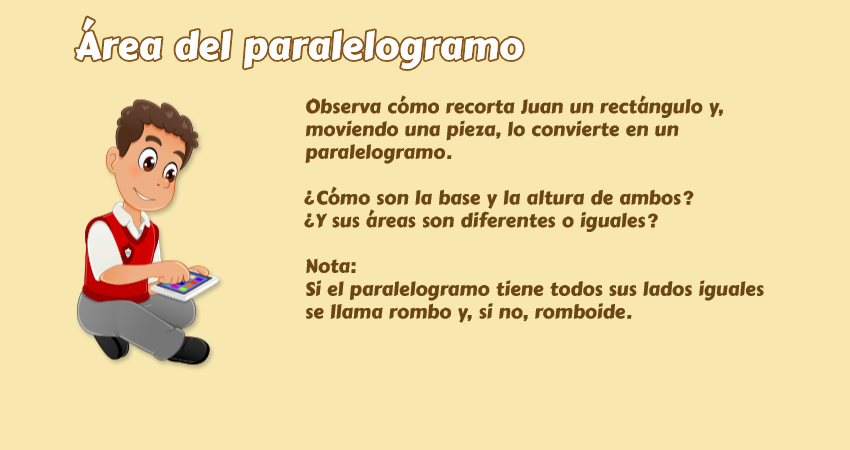 Área del paralelogramo
Observa cómo recorta Juan un rectángulo y,
moviendo una pieza, lo convierte en un
paralelogramo.
¿Cómo son la base y la altura de ambos?
¿Y sus áreas son diferentes o iguales?
Nota:
Si el paralelogramo tiene todos sus lados iguales
se llama rombo y, si no, romboide.